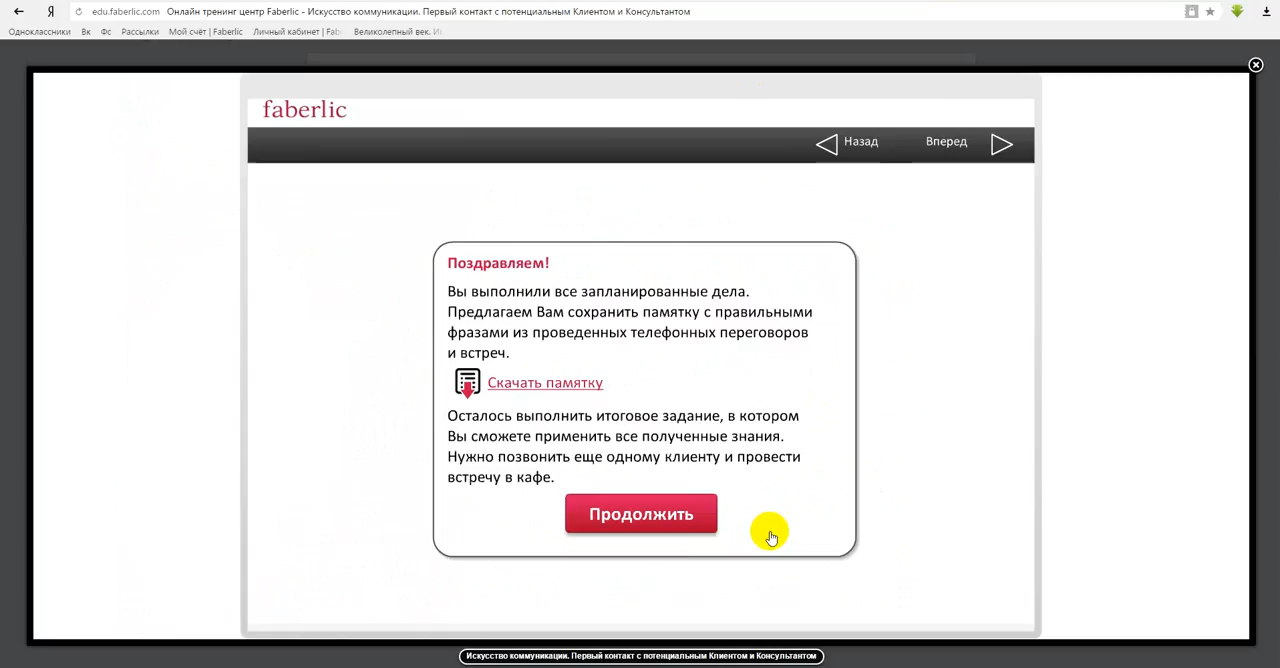 Я
edu.faberlic.com Онлайн тренинг центр Faberlic - Искусство коммуникации. Первый контакт с потенциальным Клиентом и Консультантом
Одноклассники Вк Фс Рассылки Мой счёт | Faberlic Личный кабинет | Fab Великолепный век. И
faberlic
Назад Вперед
Поздравляем!
Вы выполнили все запланированные дела.
Предлагаем Вам сохранить памятку с правильными
фразами из проведенных телефонных переговоров
и встреч.
Скачать памятку
Осталось выполнить итоговое задание, в котором
Вы сможете применить все полученные знания.
Нужно позвонить еще одному клиенту и провести
встречу в кафе.
Продолжить
Искусство коммуникации. Первый контакт с потенциальным Клиентом и Консультантом